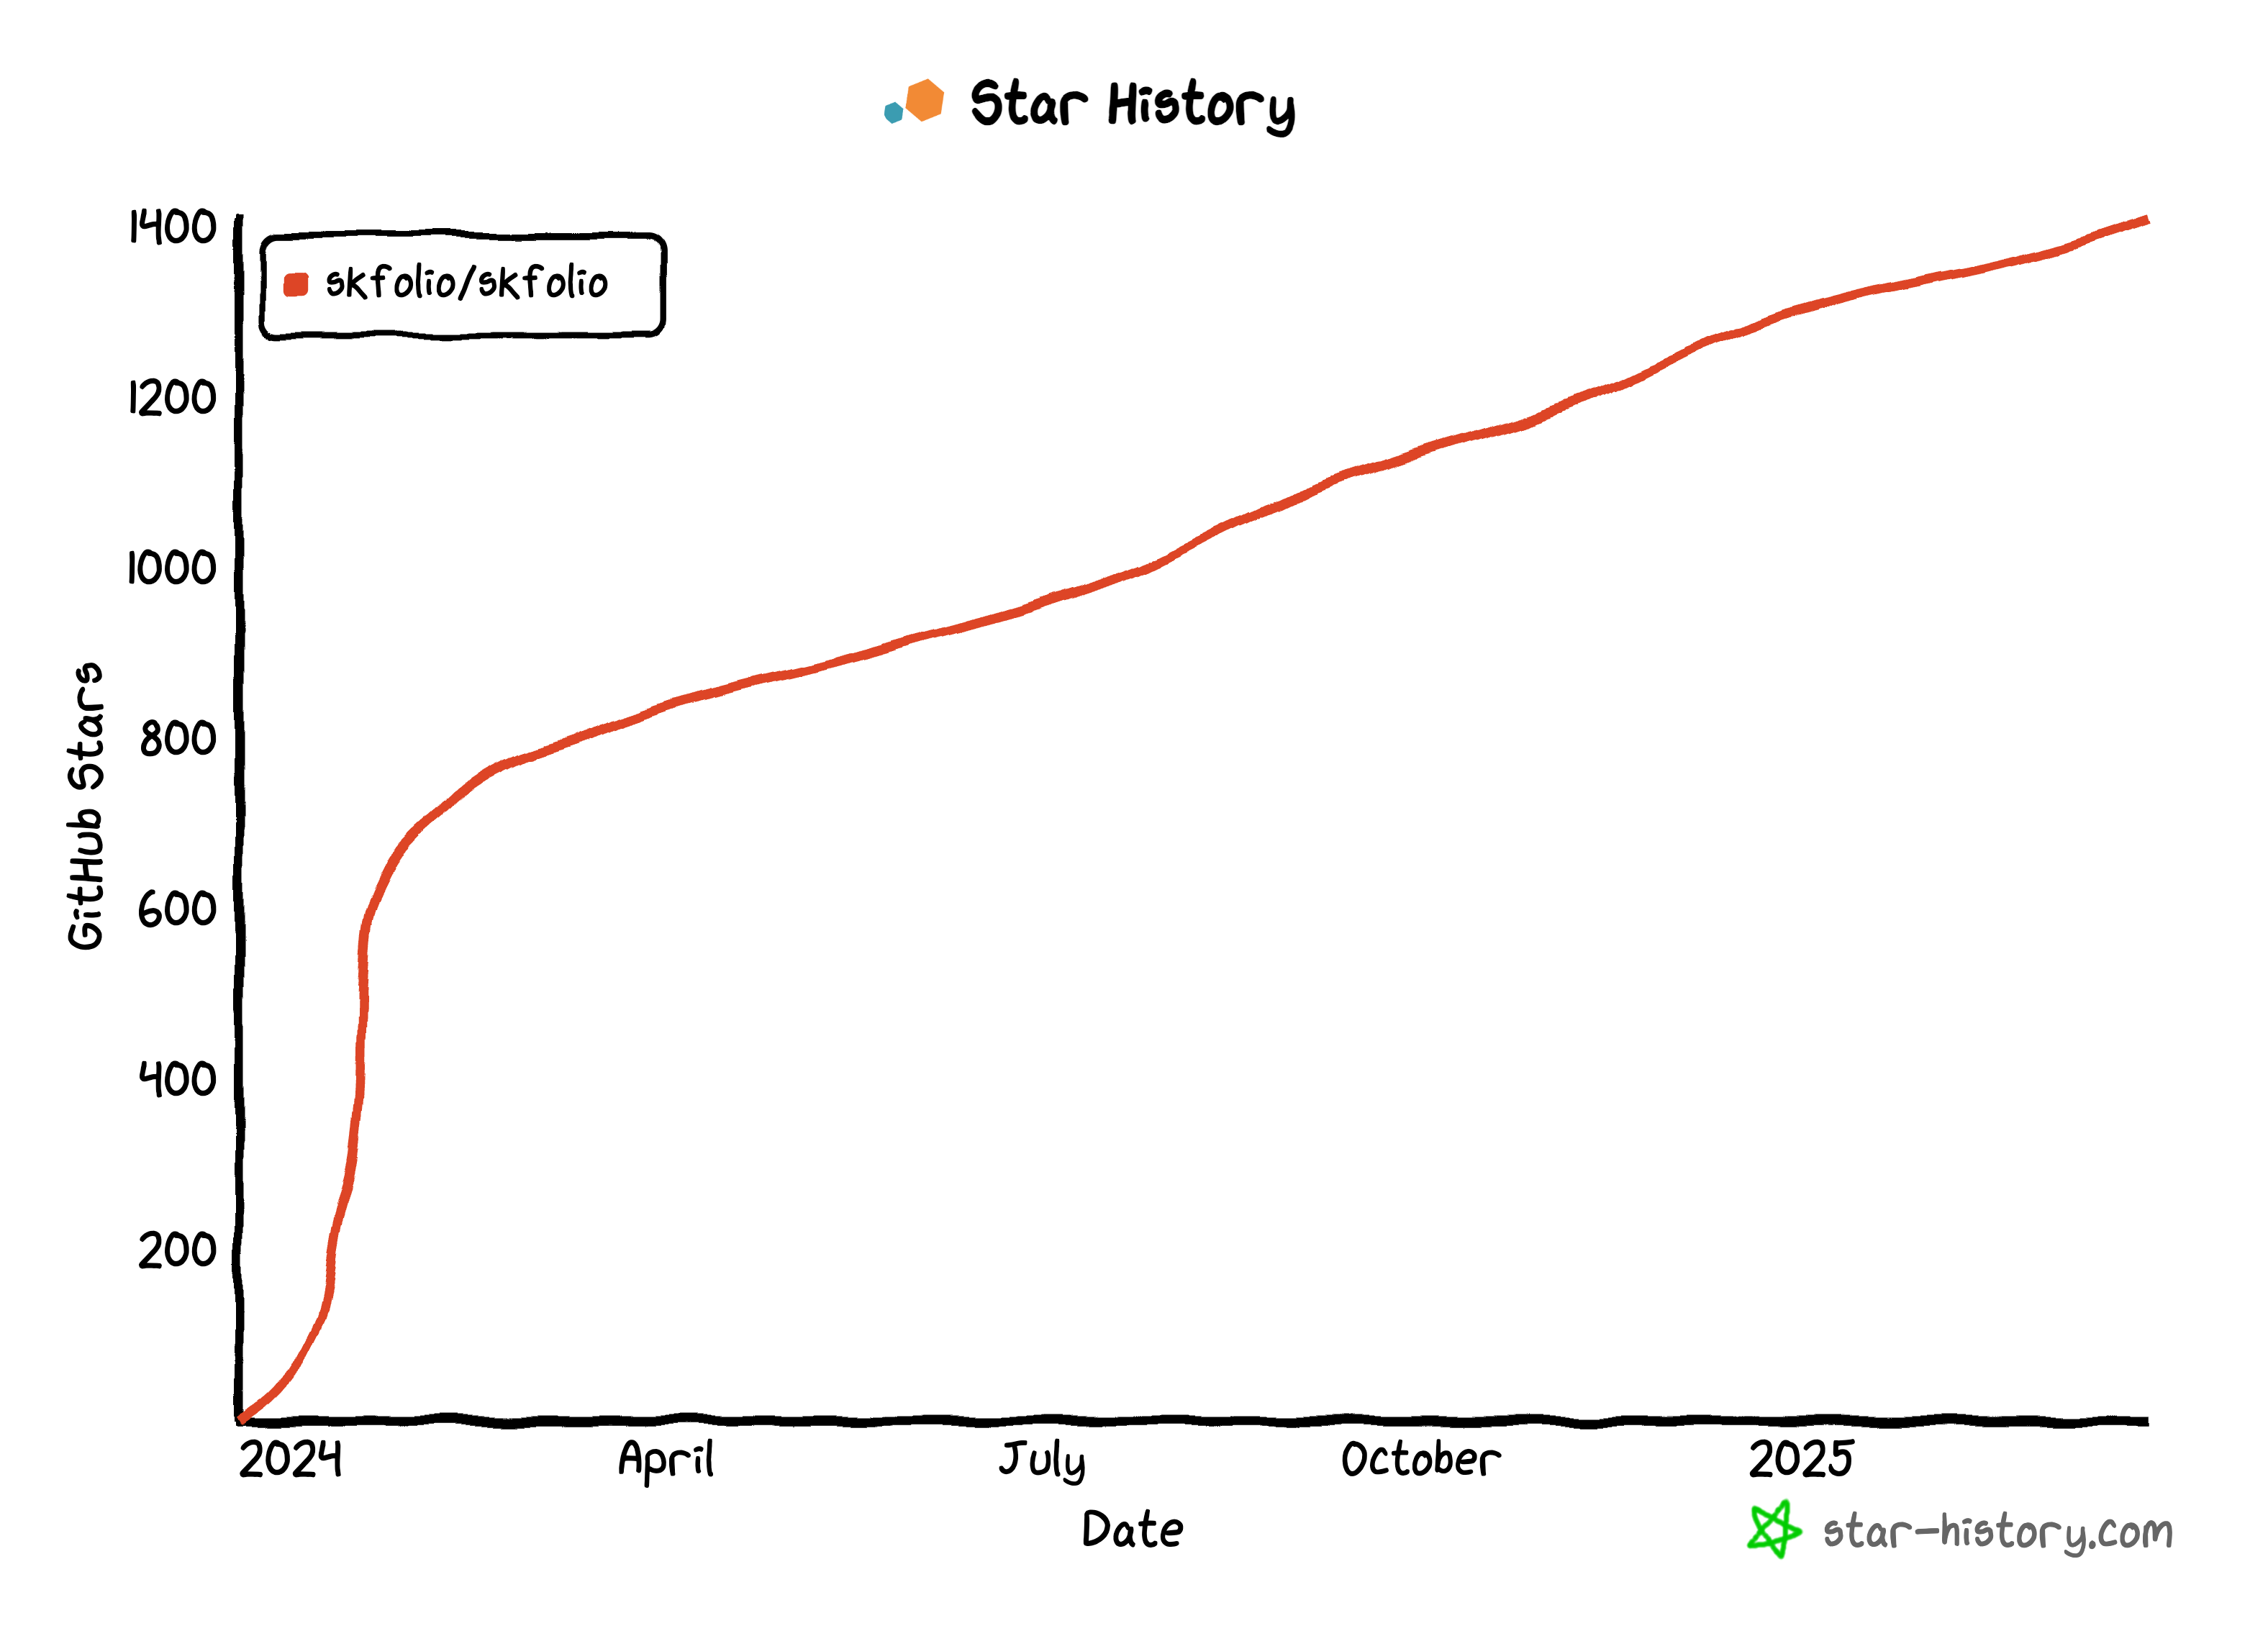 Star History
skfolio/skfolio
1400
1200
1000
800
600
400
200
GitHub Stars
2024 April July October 2025
Date
star-history.com